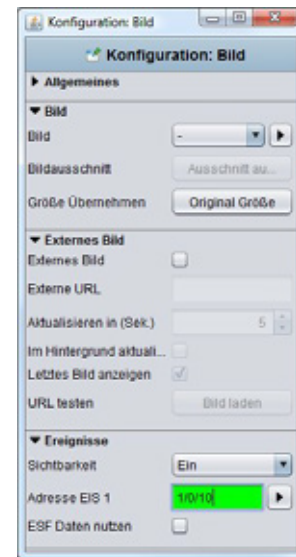 Konfiguration: Bild
Konfiguration: Bild
Allgemeines
Bild
Bild -
Bildausschnitt Ausschnitt au...
Größe Übernehmen Original Größe
Externes Bild
Externes Bild
Externe URL
Aktualisieren in (Sek.) 5
Im Hintergrund aktuali...
Letztes Bild anzeigen
URL testen Bild laden
Ereignisse
Sichtbarkeit Ein
Adresse EIS 1 1/0/10
ESF Daten nutzen